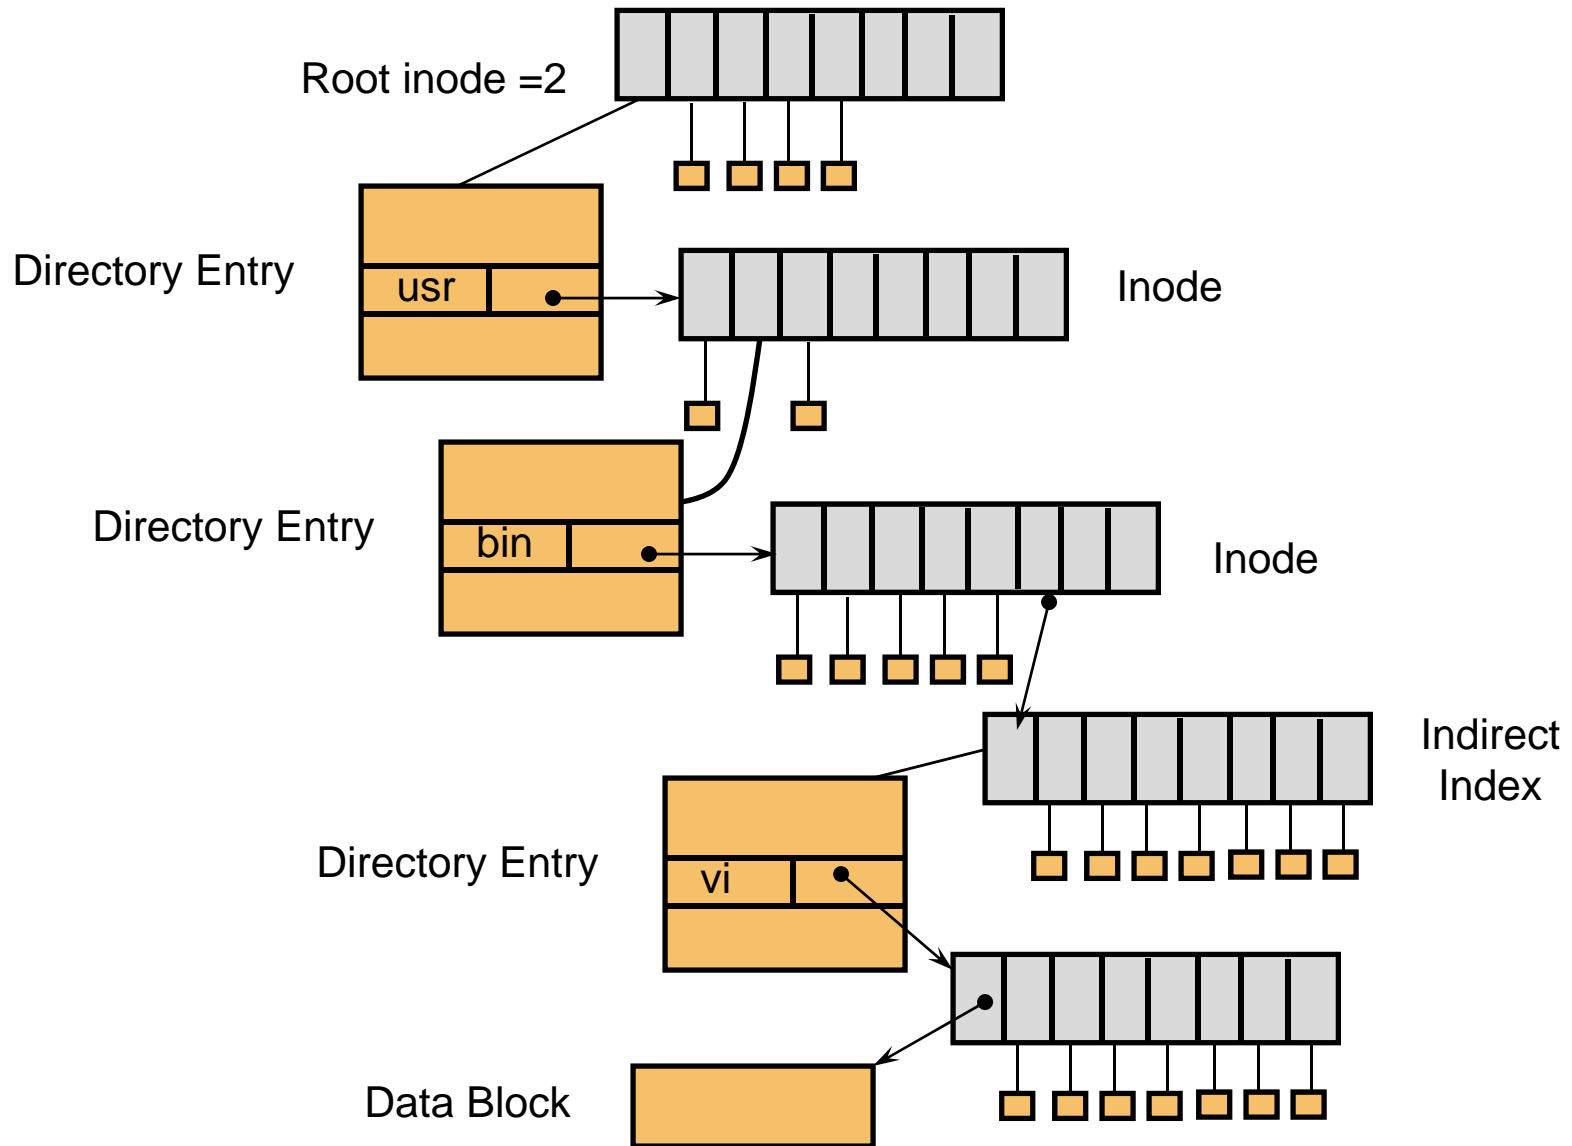 Root inode =2
Directory Entry
usr
Inode
Directory Entry
bin
Inode
Indirect
Index
Directory Entry
vi
Data Block